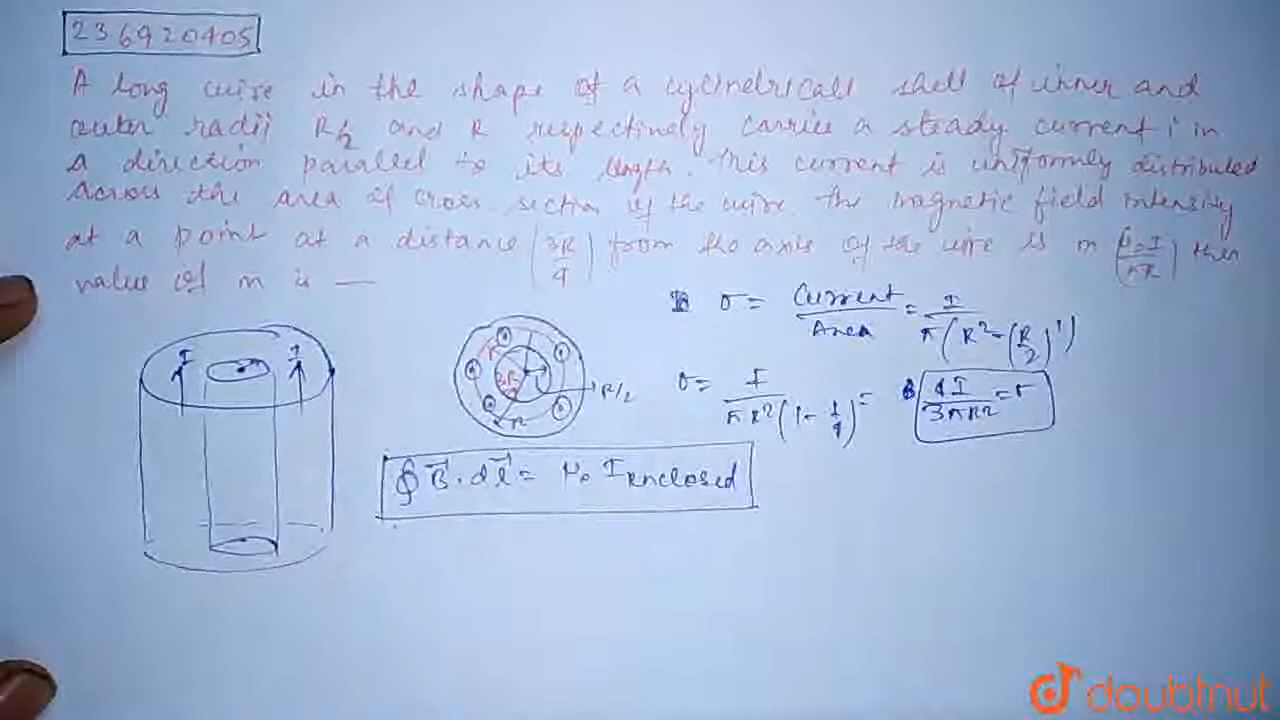 236920405
A long wire in the shape of a cylindricall shell of inner and
outer radii R/2 and R respectively carries a steady current i in
a direction parallel to its length. This current is uniformly distributed
across the area of cross section of the wire. The magnetic field intensity
at a point at a distance (3R/4) from the axis of the wire is m (μ₀I/πR) then
value of m is —
σ = Current/Area = I/π(R²-(R/2)²)
σ = I/πR²(1-1/4) = 4I/3πR² = σ
I I
R
R/2
∮ B⃗ . dl⃗ = μ₀ I enclosed
doubtnut